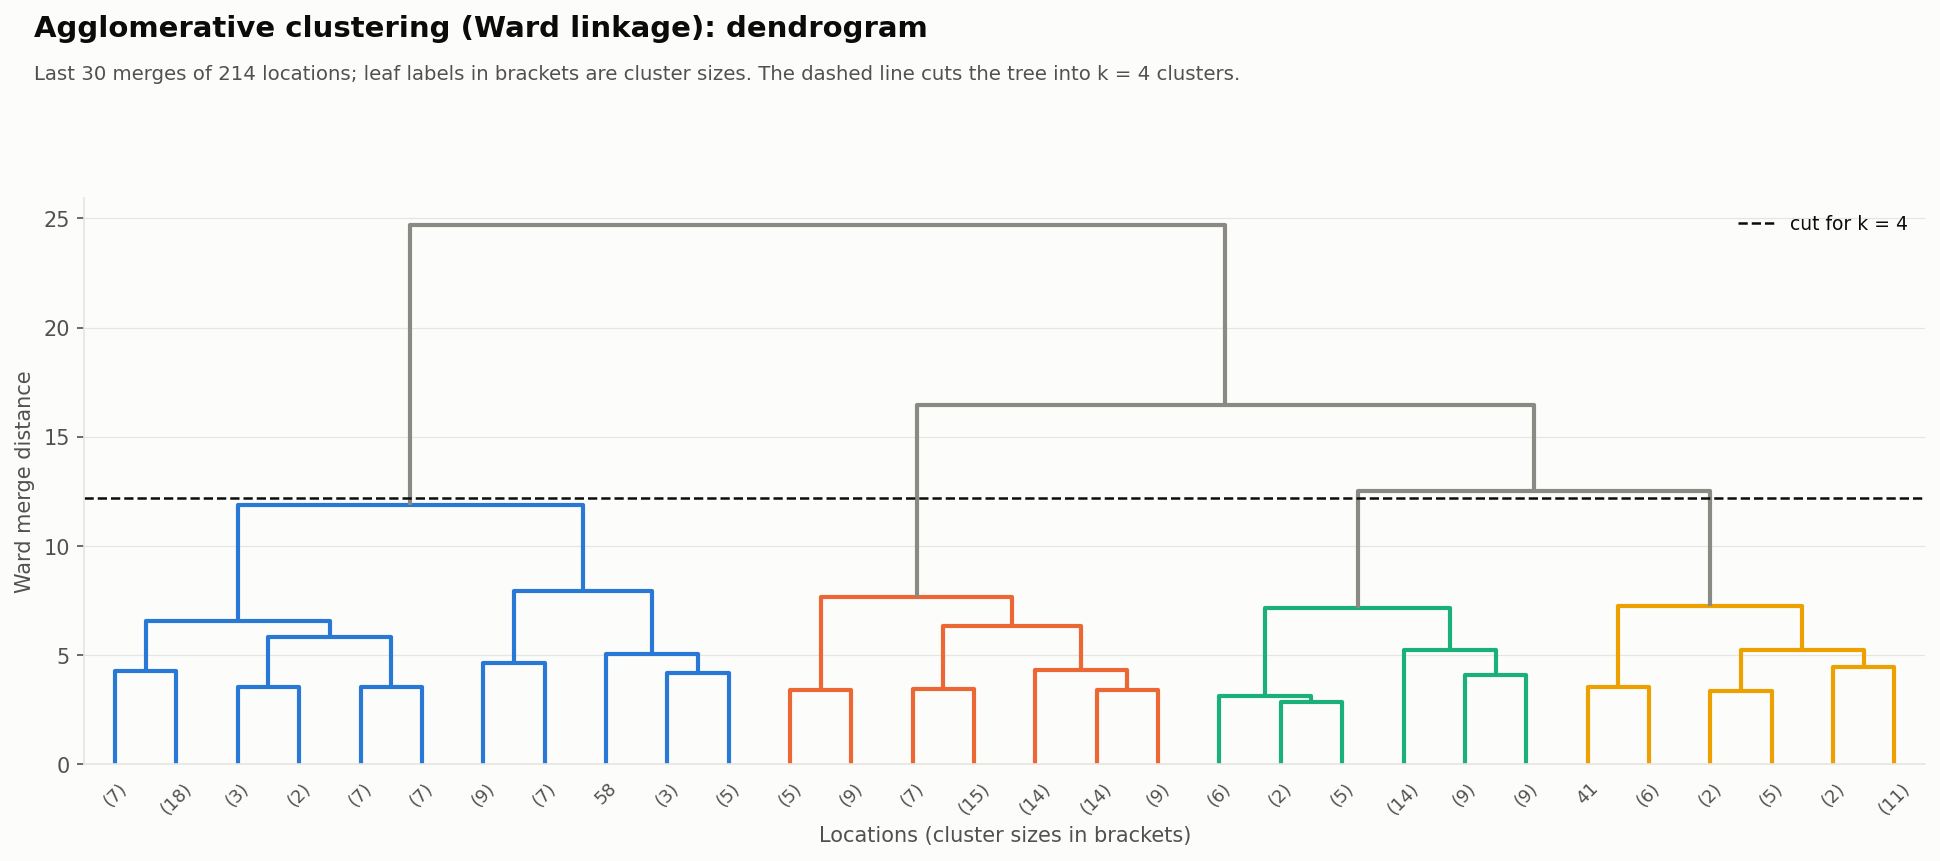 Agglomerative clustering (Ward linkage): dendrogram
Last 30 merges of 214 locations; leaf labels in brackets are cluster sizes. The dashed line cuts the tree into k = 4 clusters.
25
cut for k = 4
20
15
10
5
0
Ward merge distance
(7) (18) (3) (2) (7) (7) (9) (7) 58 (3) (5) (5) (9) (7) (15) (14) (14) (9) (6) (2) (5) (14) (9) (9) 41 (6) (2) (5) (2) (11)
Locations (cluster sizes in brackets)